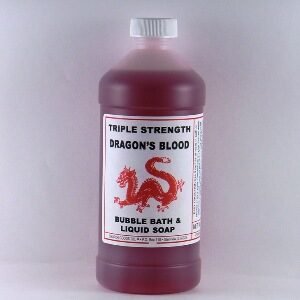 TRIPLE STRENGTH
DRAGON'S BLOOD
BUBBLE BATH &
LIQUID SOAP